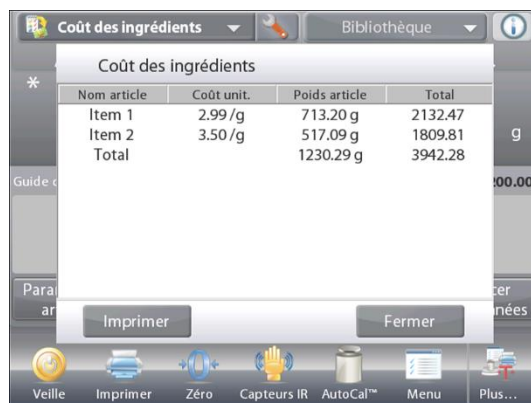 Coût des ingrédients Bibliothèque
Coût des ingrédients
*
Nom article Coût unit. Poids article Total
Item 1 2.99 /g 713.20 g 2132.47
Item 2 3.50 /g 517.09 g 1809.81
Total 1230.29 g 3942.28
g
Guide
Imprimer Fermer
Veille Imprimer Zéro Capteurs IR AutoCal™ Menu Plus...